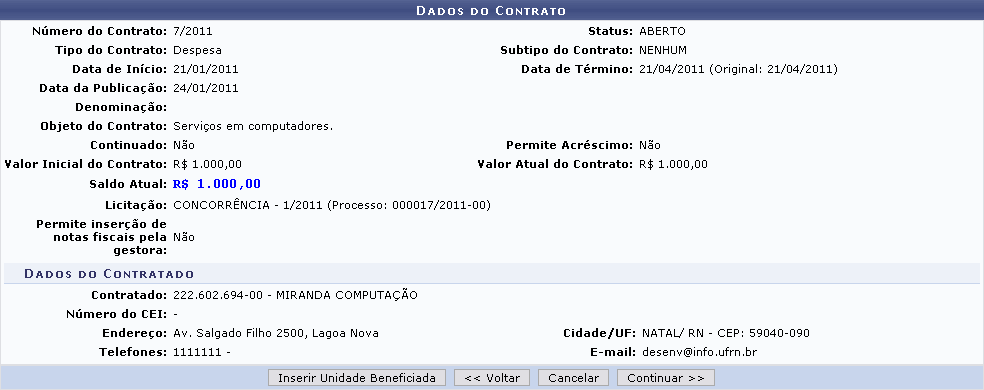 DADOS DO CONTRATO
Número do Contrato: 7/2011 Status: ABERTO
Tipo do Contrato: Despesa Subtipo do Contrato: NENHUM
Data de Início: 21/01/2011 Data de Término: 21/04/2011 (Original: 21/04/2011)
Data da Publicação: 24/01/2011
Denominação:
Objeto do Contrato: Serviços em computadores.
Continuado: Não Permite Acréscimo: Não
Valor Inicial do Contrato: R$ 1.000,00 Valor Atual do Contrato: R$ 1.000,00
Saldo Atual: R$ 1.000,00
Licitação: CONCORRÊNCIA - 1/2011 (Processo: 000017/2011-00)
Permite inserção de
notas fiscais pela Não
gestora:
DADOS DO CONTRATADO
Contratado: 222.602.694-00 - MIRANDA COMPUTAÇÃO
Número do CEI: -
Endereço: Av. Salgado Filho 2500, Lagoa Nova Cidade/UF: NATAL/ RN - CEP: 59040-090
Telefones: 1111111 - E-mail: desenv@info.ufrn.br
Inserir Unidade Beneficiada << Voltar Cancelar Continuar >>